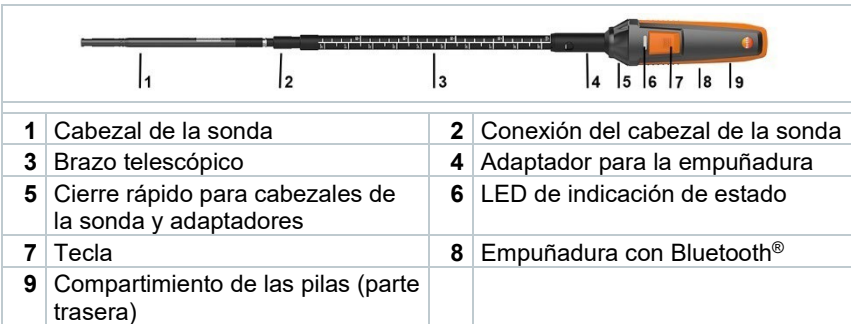 1 2 3 4 5 6 7 8 9
1 Cabezal de la sonda
2 Conexión del cabezal de la sonda
3 Brazo telescópico
4 Adaptador para la empuñadura
5 Cierre rápido para cabezales de
la sonda y adaptadores
6 LED de indicación de estado
7 Tecla
8 Empuñadura con Bluetooth®
9 Compartimiento de las pilas (parte
trasera)